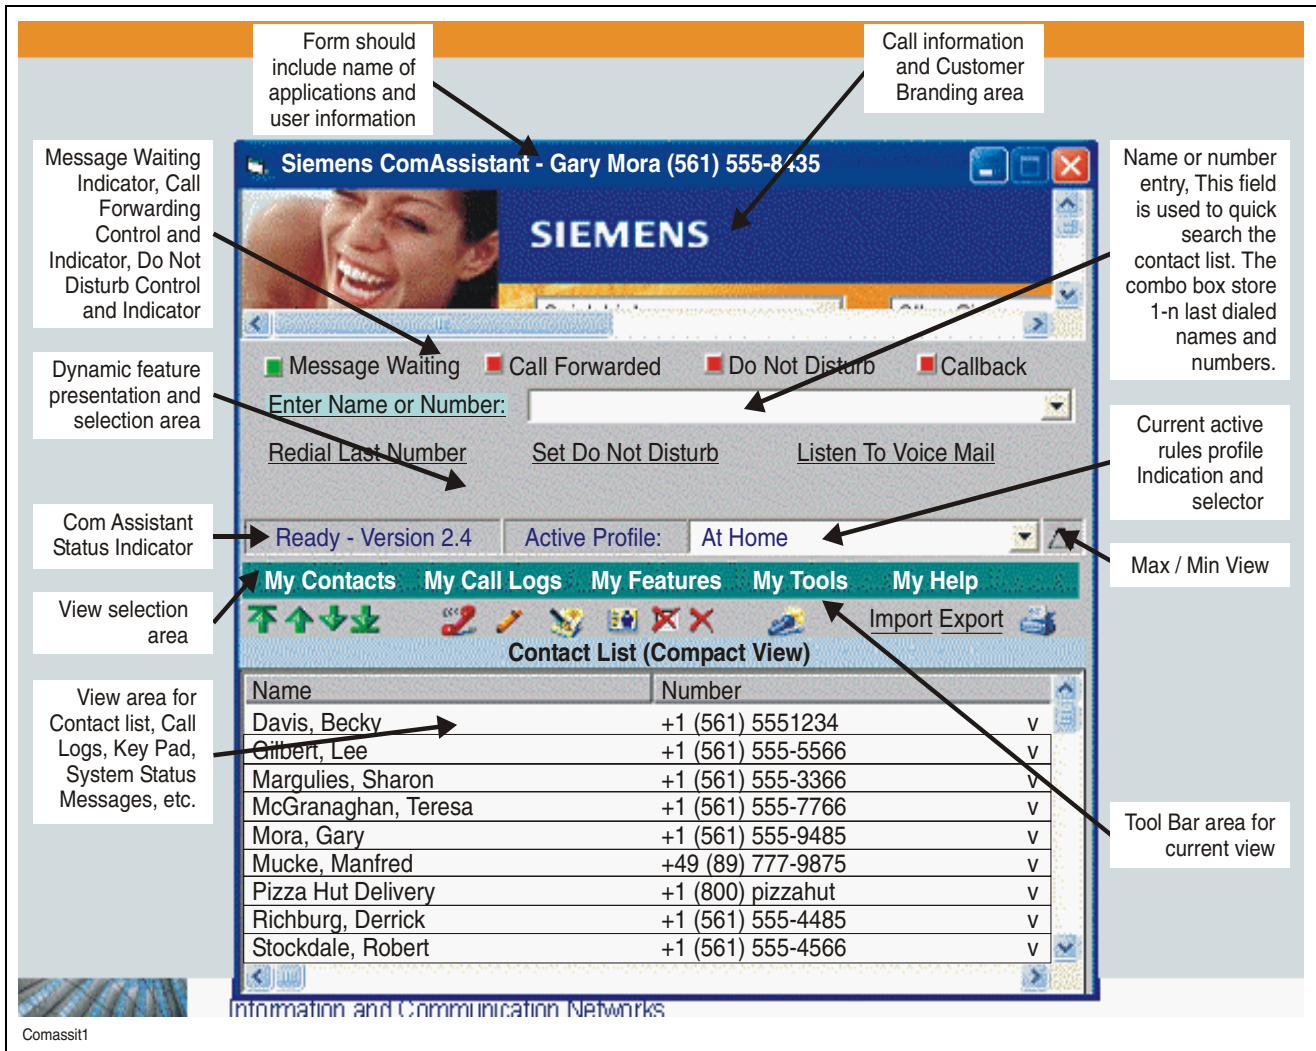 Form should
include name of
applications and
user information
Call information
and Customer
Branding area
Message Waiting
Indicator, Call
Forwarding
Control and
Indicator, Do Not
Disturb Control
and Indicator
Dynamic feature
presentation and
selection area
Com Assistant
Status Indicator
View selection
area
View area for
Contact list, Call
Logs, Key Pad,
System Status
Messages, etc.
Siemens ComAssistant - Gary Mora (561) 555-8435
SIEMENS
Message Waiting Call Forwarded Do Not Disturb Callback
Enter Name or Number:
Redial Last Number Set Do Not Disturb Listen To Voice Mail
Ready - Version 2.4 Active Profile: At Home
My Contacts My Call Logs My Features My Tools My Help
Import Export
Contact List (Compact View)
Name Number
Davis, Becky +1 (561) 5551234 v
Gilbert, Lee +1 (561) 555-5566 v
Margulies, Sharon +1 (561) 555-3366 v
McGranaghan, Teresa +1 (561) 555-7766 v
Mora, Gary +1 (561) 555-9485 v
Mucke, Manfred +49 (89) 777-9875 v
Pizza Hut Delivery +1 (800) pizzahut v
Richburg, Derrick +1 (561) 555-4485 v
Stockdale, Robert +1 (561) 555-4566 v
Name or number
entry, This field
is used to quick
search the
contact list. The
combo box store
1-n last dialed
names and
numbers.
Current active
rules profile
Indication and
selector
Max / Min View
Tool Bar area for
current view
Information and Communication Networks
Comassit1